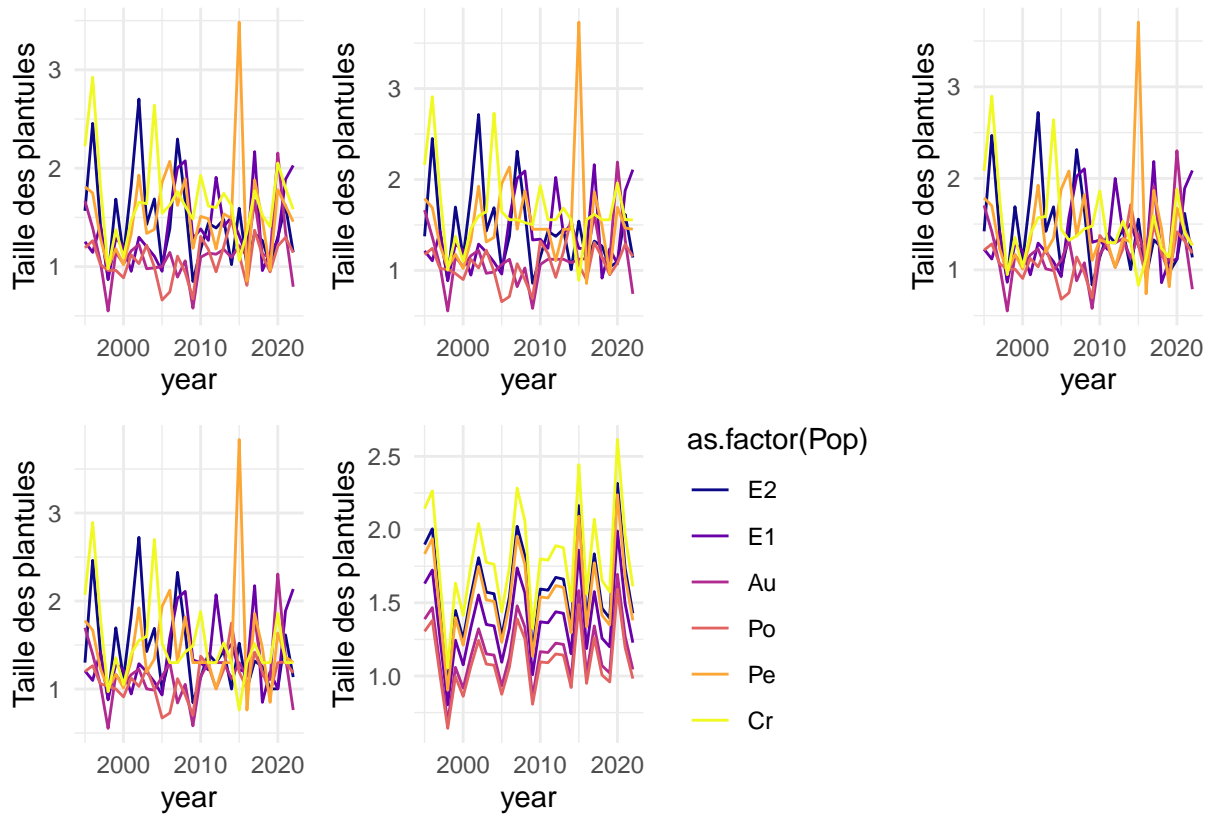 Taille des plantules
3
2
1
2000 2010 2020
year
Taille des plantules
3
2
1
2000 2010 2020
year
Taille des plantules
3
2
1
2000 2010 2020
year
Taille des plantules
3
2
1
2000 2010 2020
year
Taille des plantules
2.5
2.0
1.5
1.0
2000 2010 2020
year
as.factor(Pop)
E2
E1
Au
Po
Pe
Cr